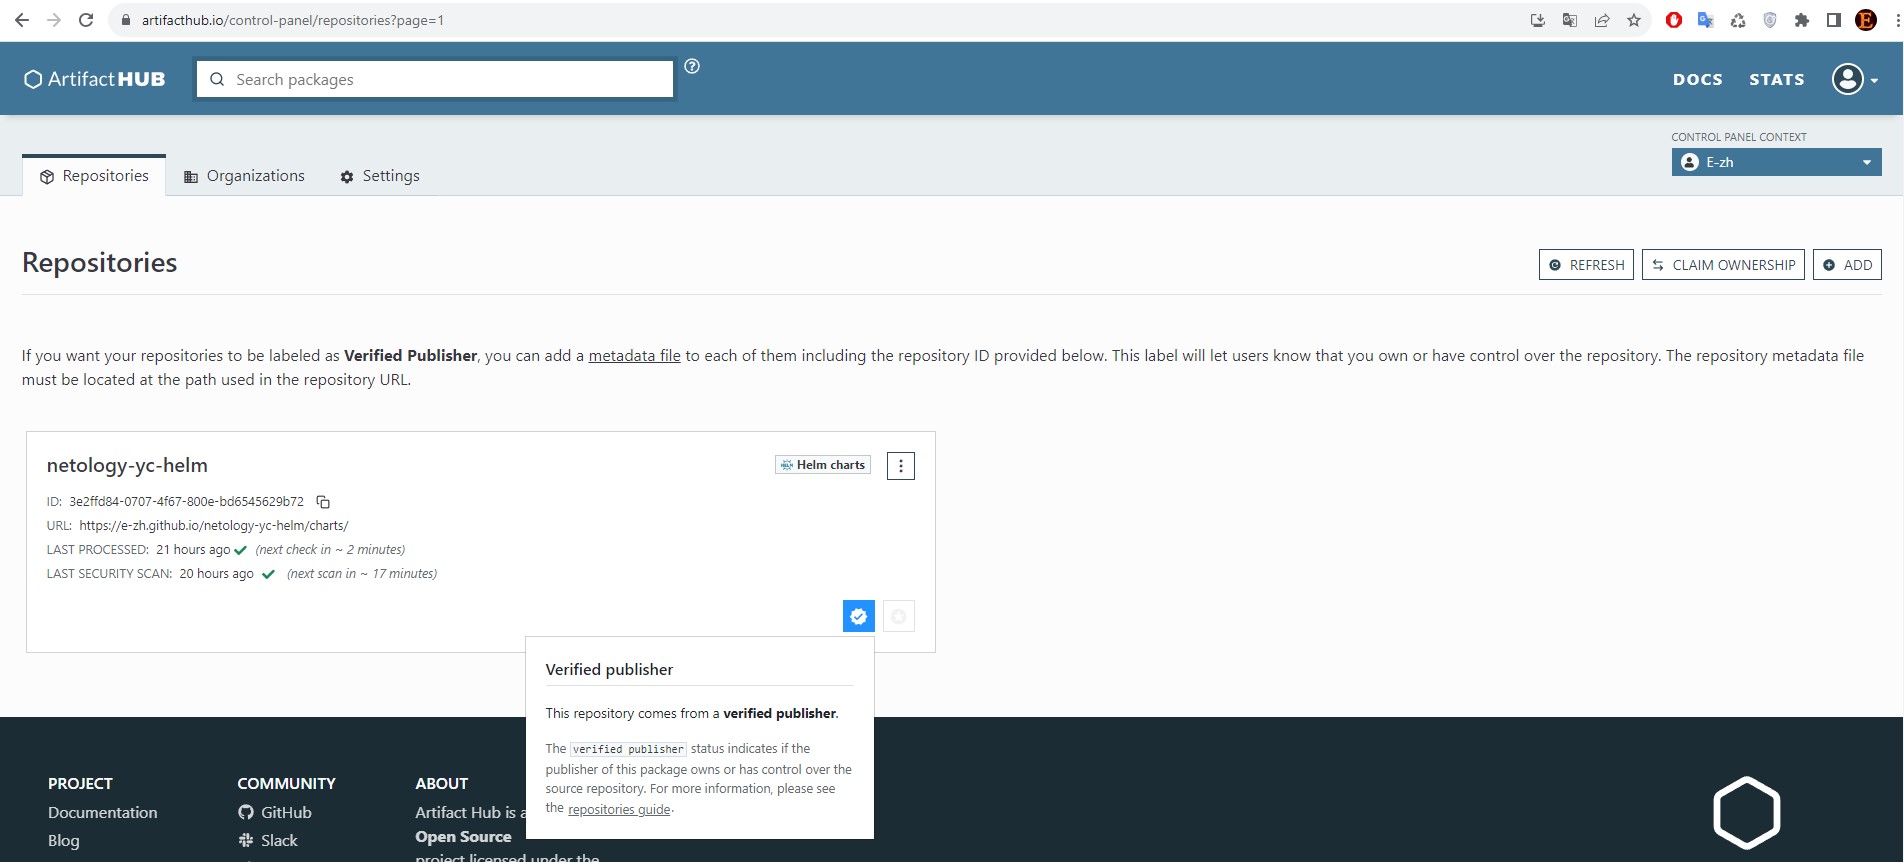 artifacthub.io/control-panel/repositories?page=1
ArtifactHUB
Search packages
DOCS
STATS
CONTROL PANEL CONTEXT
E-zh
Repositories
Organizations
Settings
Repositories
REFRESH
CLAIM OWNERSHIP
ADD
If you want your repositories to be labeled as Verified Publisher, you can add a metadata file to each of them including the repository ID provided below. This label will let users know that you own or have control over the repository. The repository metadata file
must be located at the path used in the repository URL.
netology-yc-helm
Helm charts
ID: 3e2ffd84-0707-4f67-800e-bd6545629b72
URL: https://e-zh.github.io/netology-yc-helm/charts/
LAST PROCESSED: 21 hours ago (next check in ~ 2 minutes)
LAST SECURITY SCAN: 20 hours ago (next scan in ~ 17 minutes)
Verified publisher
This repository comes from a verified publisher.
The verified publisher status indicates if the
publisher of this package owns or has control over the
source repository. For more information, please see
the repositories guide.
PROJECT
Documentation
Blog
COMMUNITY
GitHub
Slack
ABOUT
Artifact Hub is a
Open Source
project licensed under the